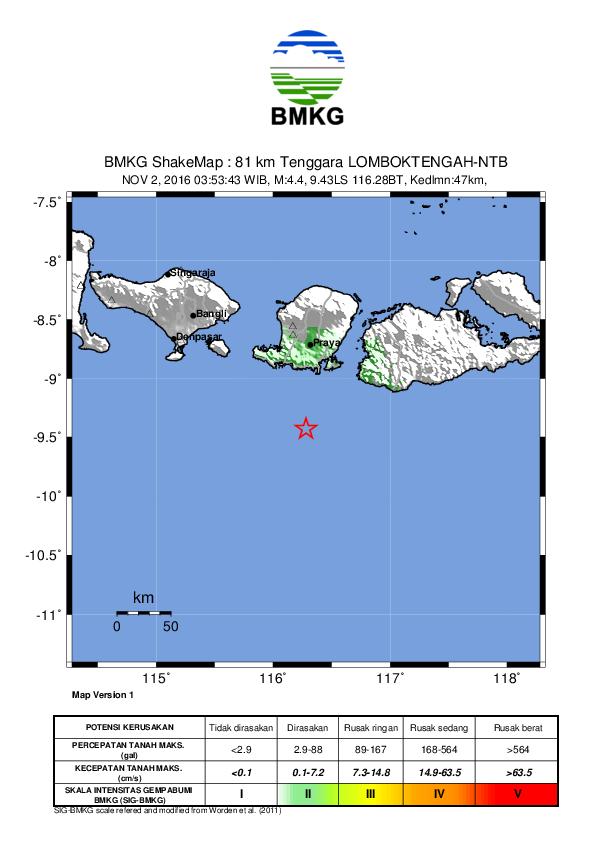 BMKG
BMKG ShakeMap : 81 km Tenggara LOMBOKTENGAH-NTB
NOV 2, 2016 03:53:43 WIB, M:4.4, 9.43LS 116.28BT, Kedlmn:47km,
-7.5˚
-8˚
Singaraja
Bangli
-8.5˚
Denpasar
Praya
-9˚
-9.5˚
-10˚
-10.5˚
km
-11˚
0 50
115˚ 116˚ 117˚ 118˚
Map Version 1
POTENSI KERUSAKAN Tidak dirasakan Dirasakan Rusak ringan Rusak sedang Rusak berat
PERCEPATAN TANAH MAKS. (gal) <2.9 2.9-88 89-167 168-564 >564
KECEPATAN TANAH MAKS. (cm/s) <0.1 0.1-7.2 7.3-14.8 14.9-63.5 >63.5
SKALA INTENSITAS GEMPABUMI BMKG (SIG-BMKG) I II III IV V
SIG-BMKG scale refered and modified from Worden et al. (2011)